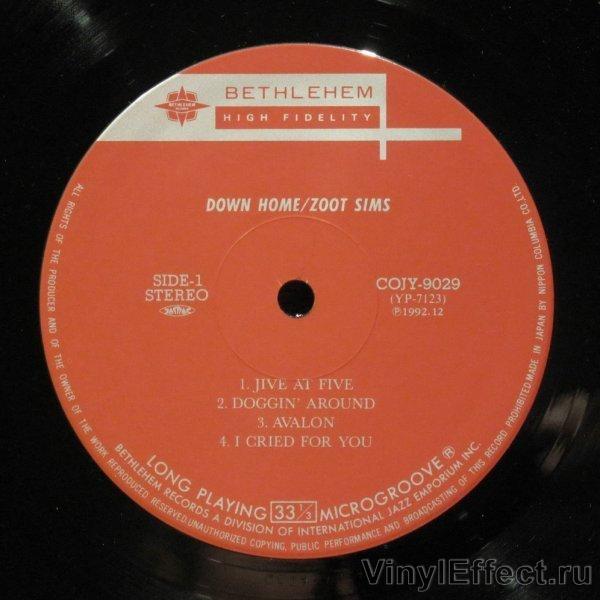 BETHLEHEM
BETHLEHEM
HIGH FIDELITY
DOWN HOME/ZOOT SIMS
SIDE-1
STEREO
COJY-9029
(YP-7123)
℗1992.12
1. JIVE AT FIVE
2. DOGGIN' AROUND
3. AVALON
4. I CRIED FOR YOU
LONG PLAYING 33 1/3 MICROGROOVE ®
BETHLEHEM RECORDS A DIVISION OF INTERNATIONAL JAZZ EMPORIUM INC.
ALL RIGHTS OF THE PRODUCER AND OF THE OWNER OF THE WORK REPRODUCED RESERVED.UNAUTHORIZED COPYING, PUBLIC PERFORMANCE AND BROADCASTING OF THIS RECORD PROHIBITED.MADE IN JAPAN BY NIPPON COLUMBIA CO.LTD.
VinylEffect.ru